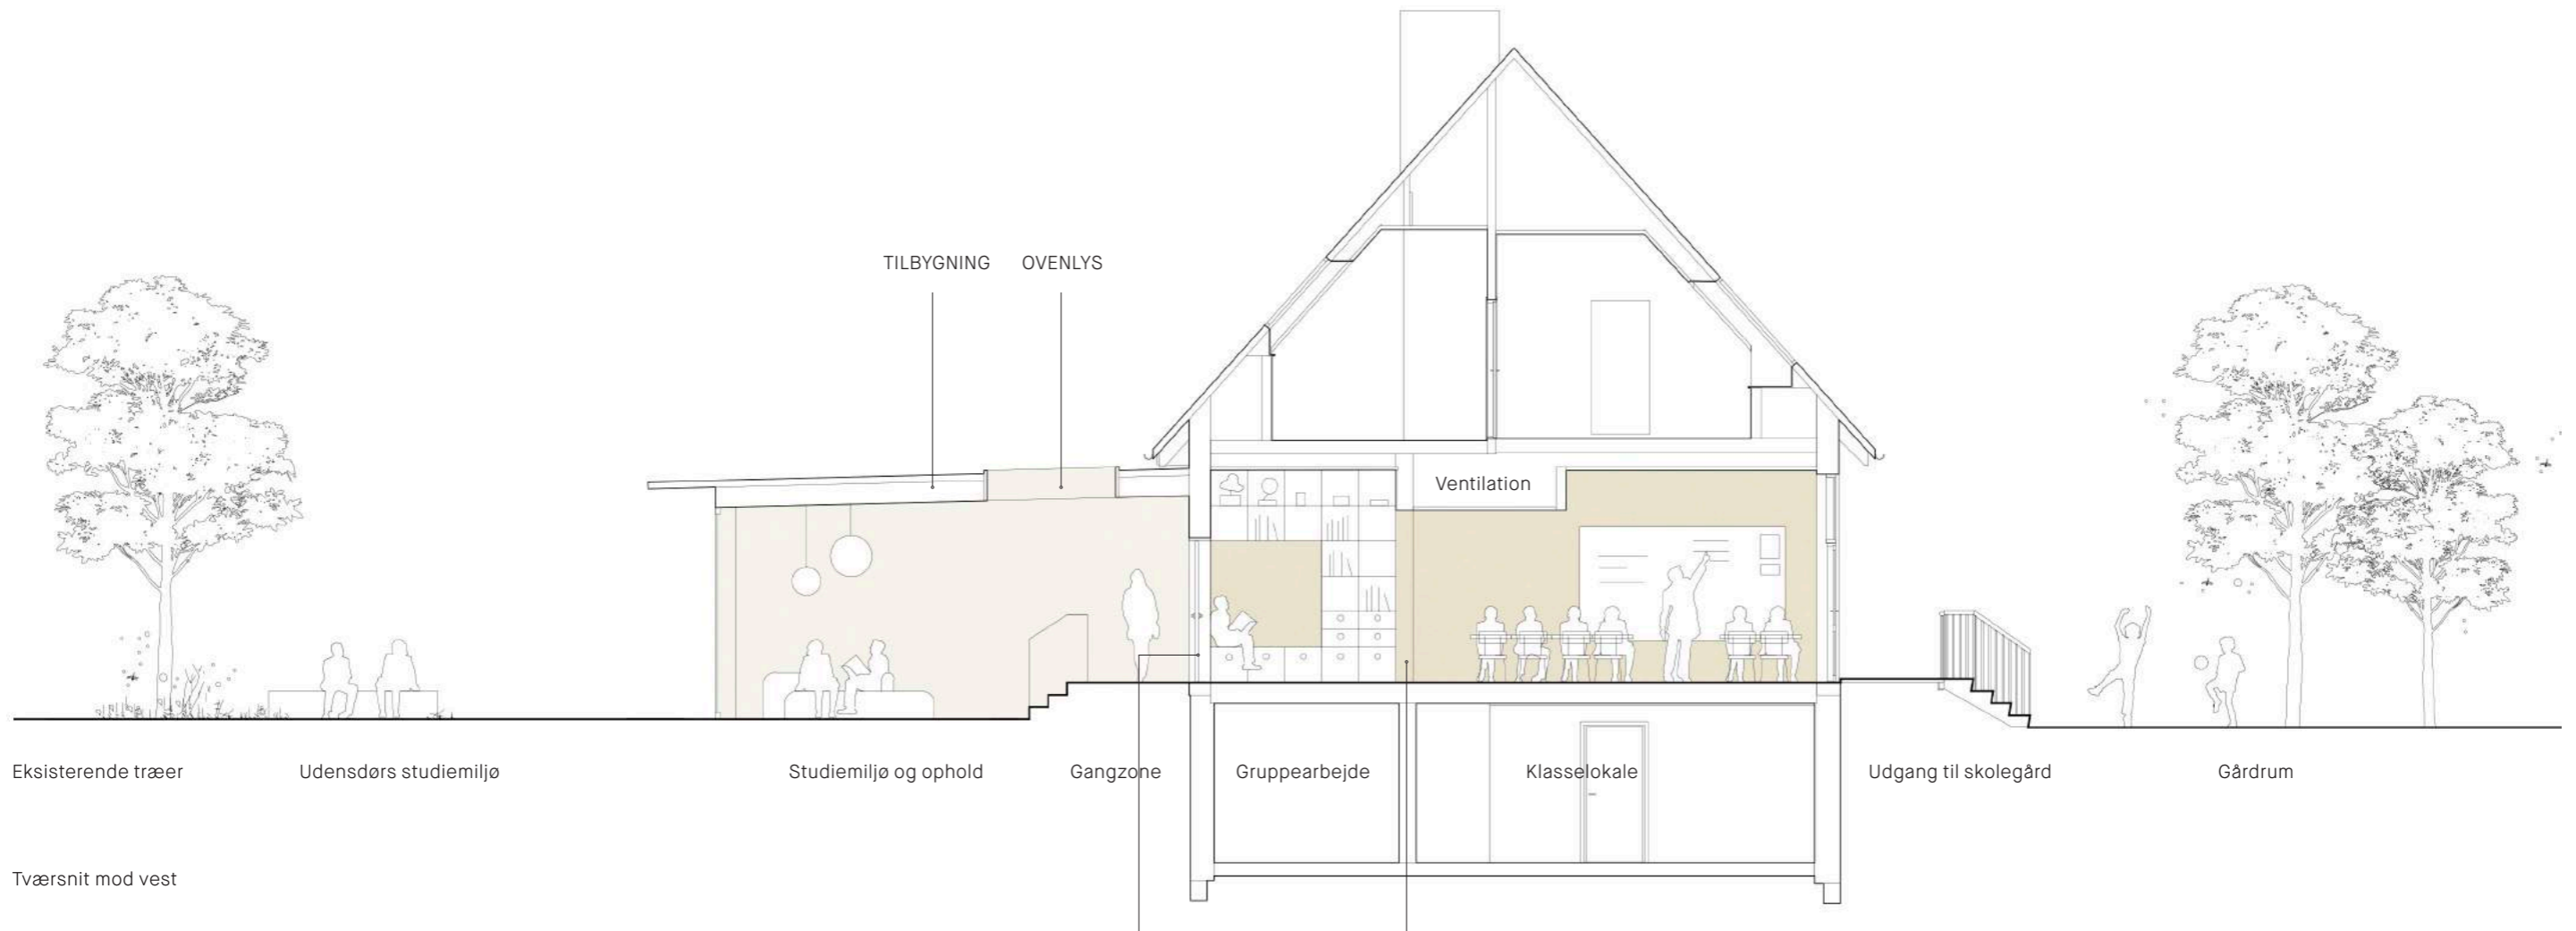 TILBYGNING
OVENLYS
Ventilation
Eksisterende træer
Udensdørs studiemiljø
Studiemiljø og ophold
Gangzone
Gruppearbejde
Klasselokale
Udgang til skolegård
Gårdrum
Tværsnit mod vest